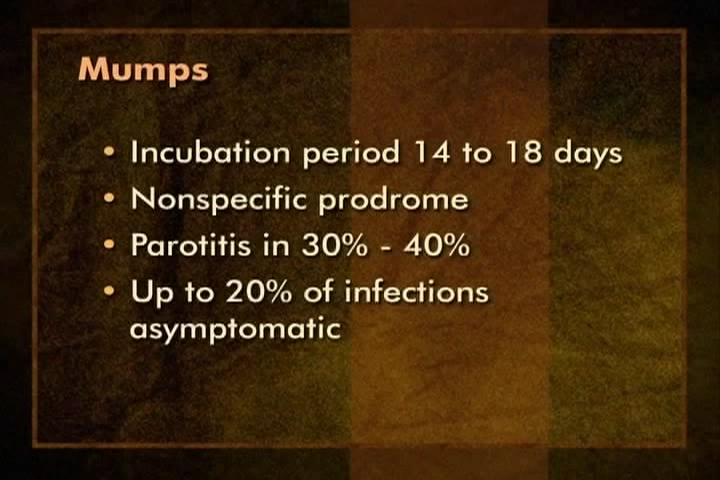 Mumps
• Incubation period 14 to 18 days
• Nonspecific prodrome
• Parotitis in 30% - 40%
• Up to 20% of infections
asymptomatic